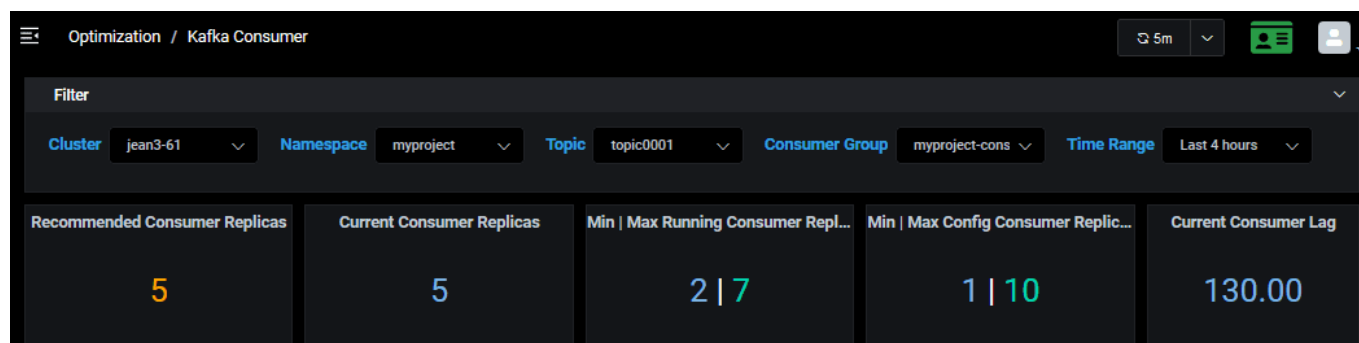 Optimization / Kafka Consumer
5m
Filter
Cluster jean3-61 Namespace myproject Topic topic0001 Consumer Group myproject-cons Time Range Last 4 hours
Recommended Consumer Replicas Current Consumer Replicas Min | Max Running Consumer Repl... Min | Max Config Consumer Replic... Current Consumer Lag
5 5 2 | 7 1 | 10 130.00